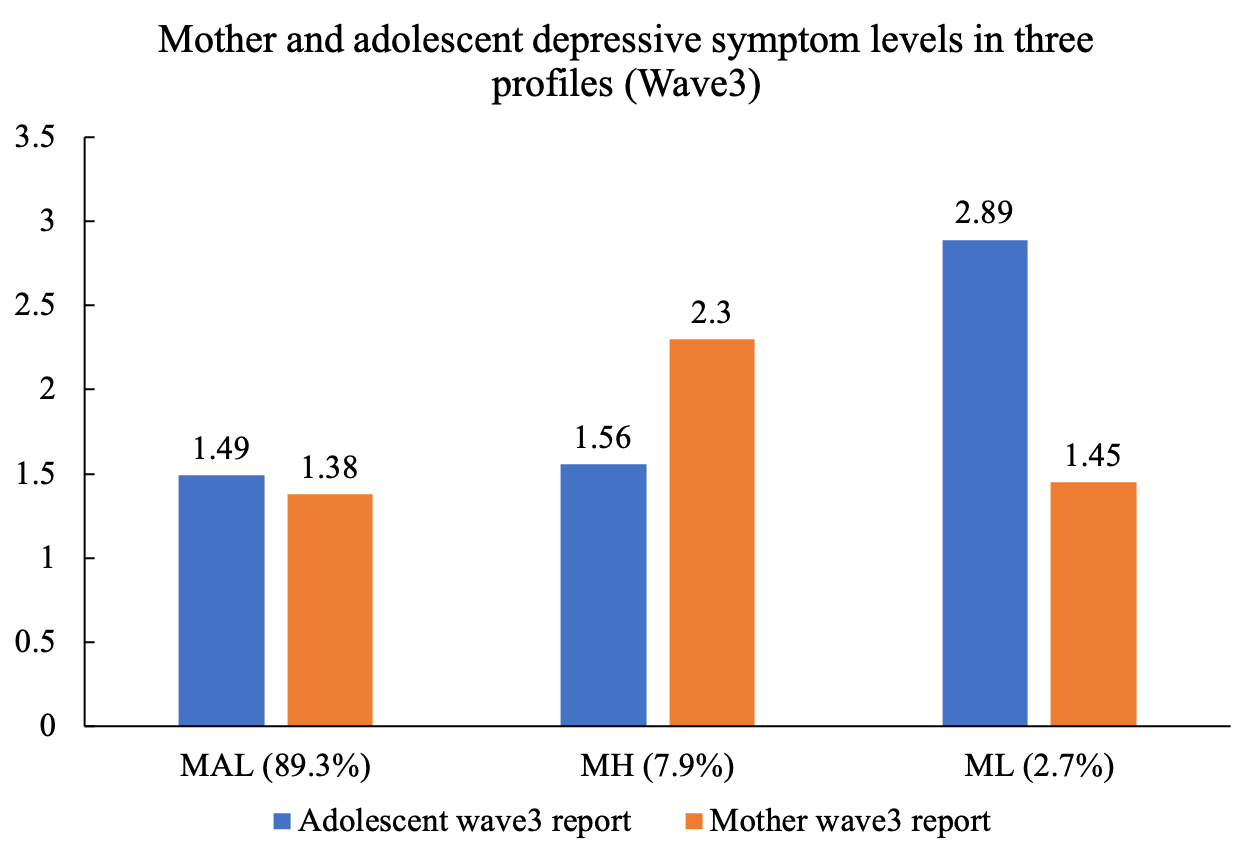 Mother and adolescent depressive symptom levels in three
profiles (Wave3)
3.5
3
2.5
2
1.5
1
0.5
0
1.49
1.38
1.56
2.3
2.89
1.45
MAL (89.3%)
MH (7.9%)
ML (2.7%)
Adolescent wave3 report
Mother wave3 report